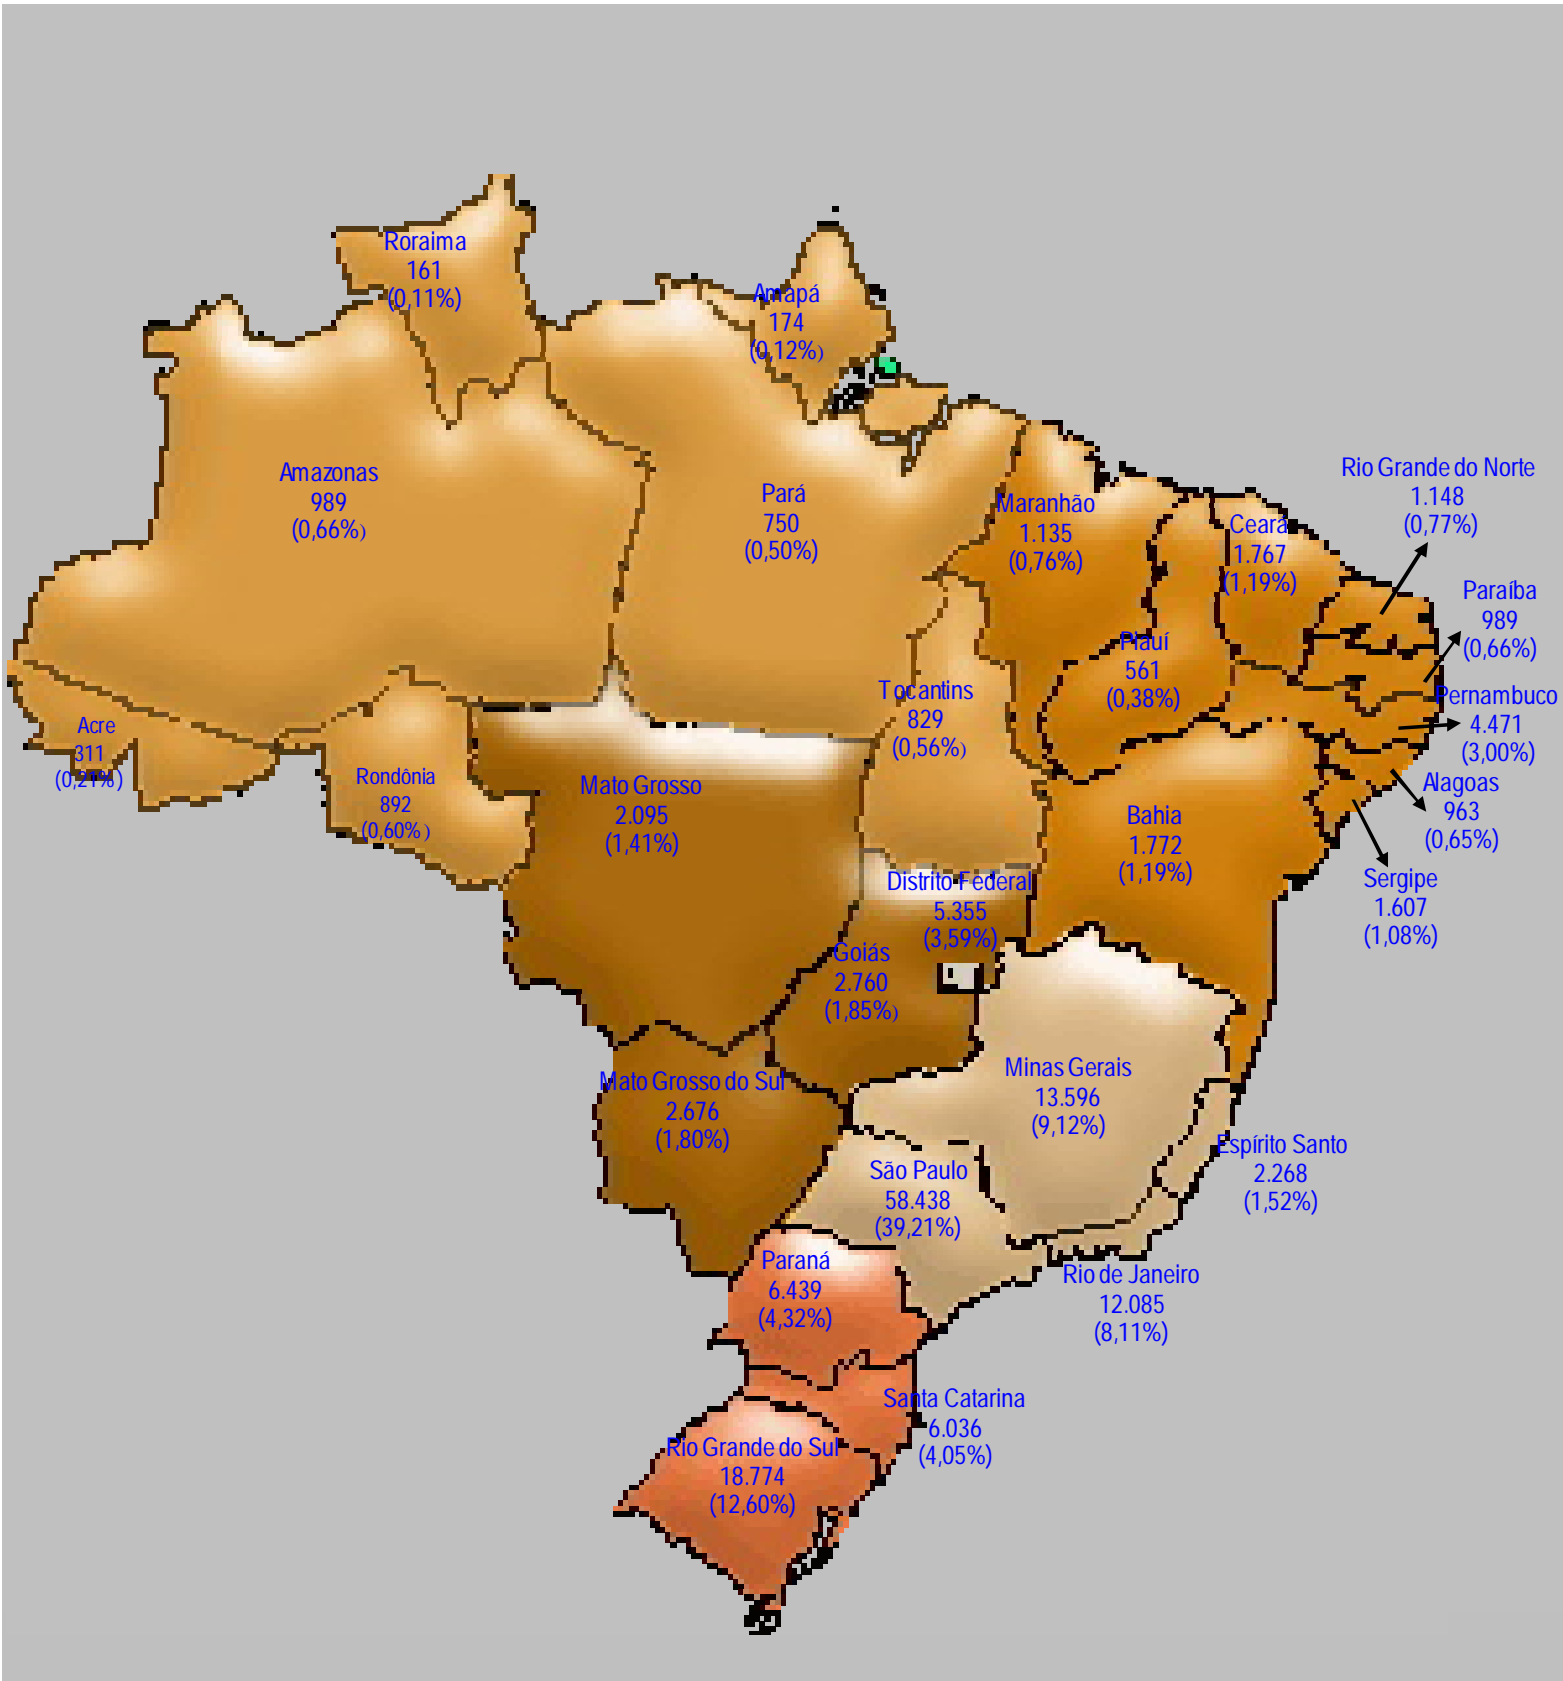 Roraima
161
(0,11%)
Amapá
174
(0,12%)
Amazonas
989
(0,66%)
Pará
750
(0,50%)
Maranhão
1.135
(0,76%)
Ceará
1.767
(1,19%)
Rio Grande do Norte
1.148
(0,77%)
Paraíba
989
(0,66%)
Piauí
561
(0,38%)
Pernambuco
4.471
(3,00%)
Alagoas
963
(0,65%)
Sergipe
1.607
(1,08%)
Acre
311
(0,21%)
Rondônia
892
(0,60%)
Tocantins
829
(0,56%)
Mato Grosso
2.095
(1,41%)
Bahia
1.772
(1,19%)
Distrito Federal
5.355
(3,59%)
Goiás
2.760
(1,85%)
Mato Grosso do Sul
2.676
(1,80%)
Minas Gerais
13.596
(9,12%)
Espírito Santo
2.268
(1,52%)
São Paulo
58.438
(39,21%)
Rio de Janeiro
12.085
(8,11%)
Paraná
6.439
(4,32%)
Santa Catarina
6.036
(4,05%)
Rio Grande do Sul
18.774
(12,60%)